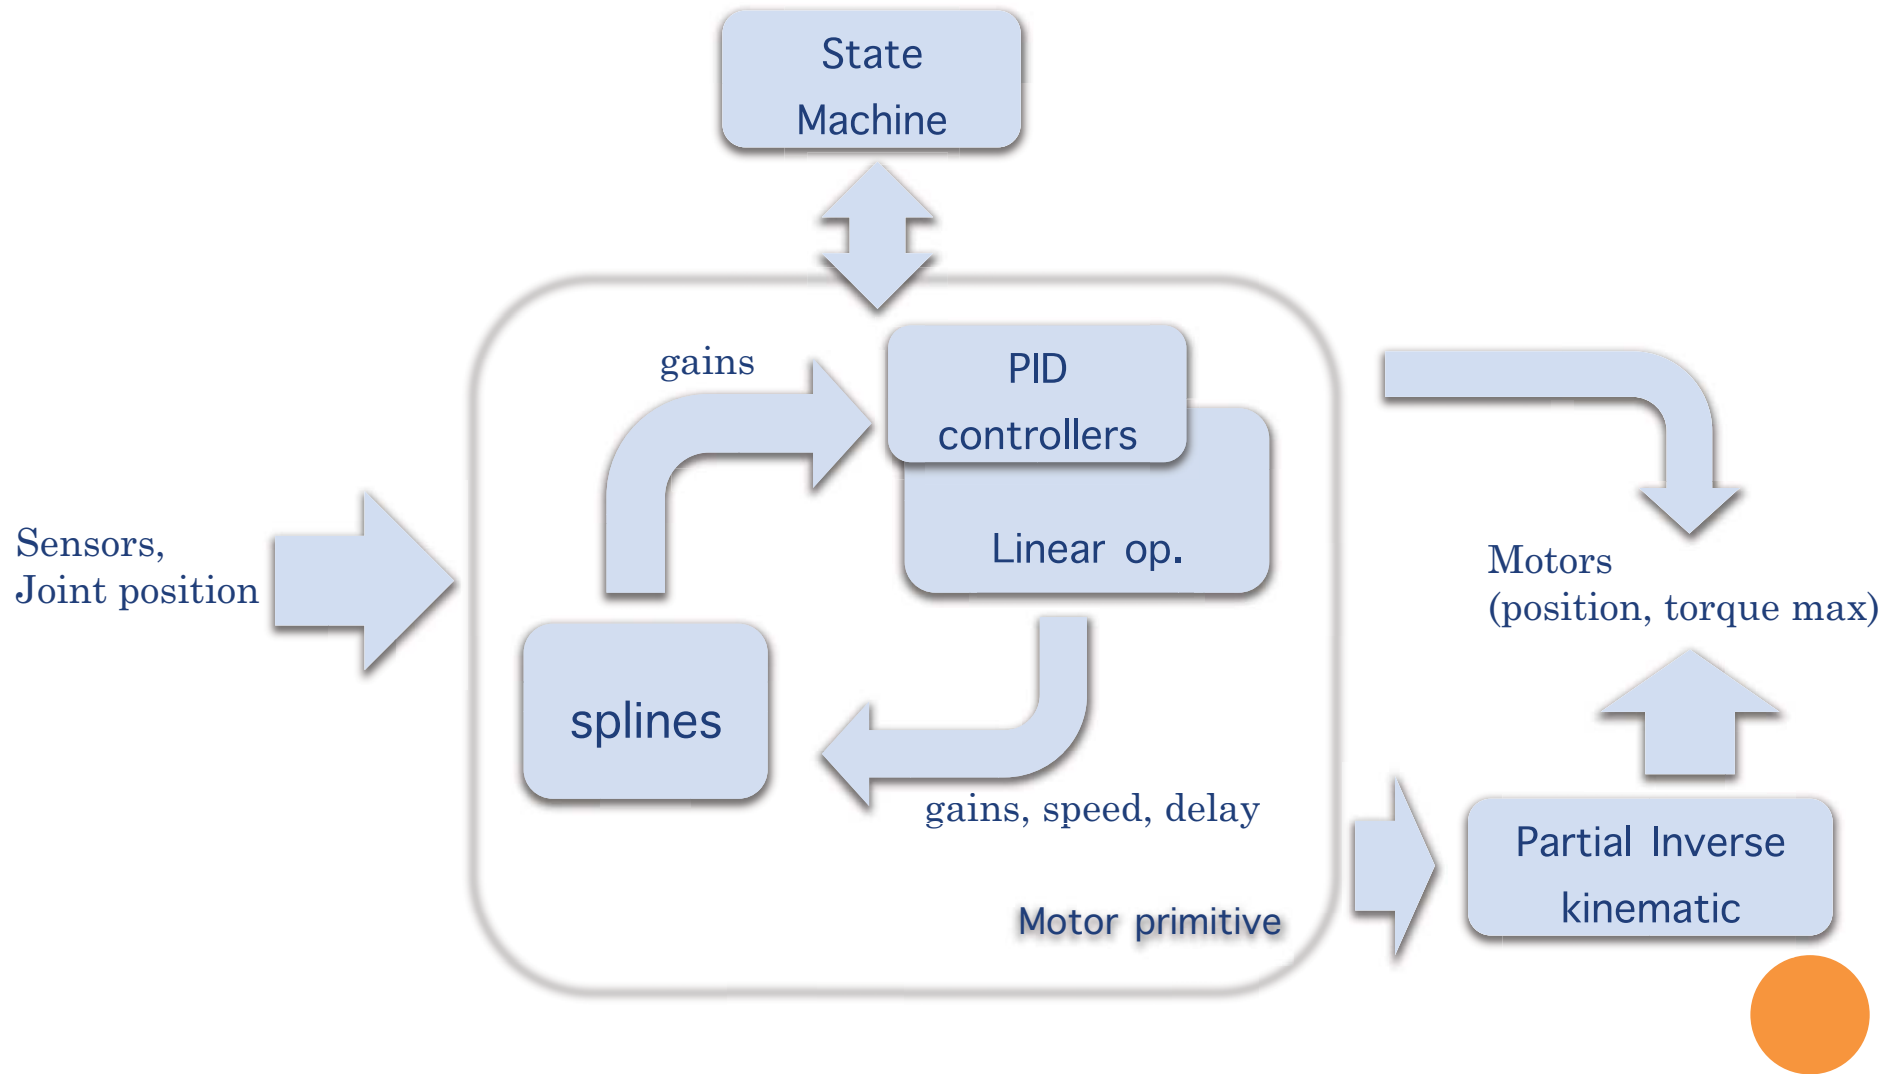 State
Machine
gains
PID
controllers
Linear op.
Sensors,
Joint position
splines
gains, speed, delay
Motor primitive
Motors
(position, torque max)
Partial Inverse
kinematic